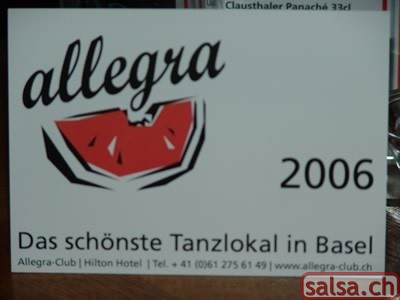 Clausthaler Panaché 33cl
allegra
2006
Das schönste Tanzlokal in Basel
Allegra-Club | Hilton Hotel | Tel. + 41 (0)61 275 61 49 | www.allegra-club.ch
salsa.ch